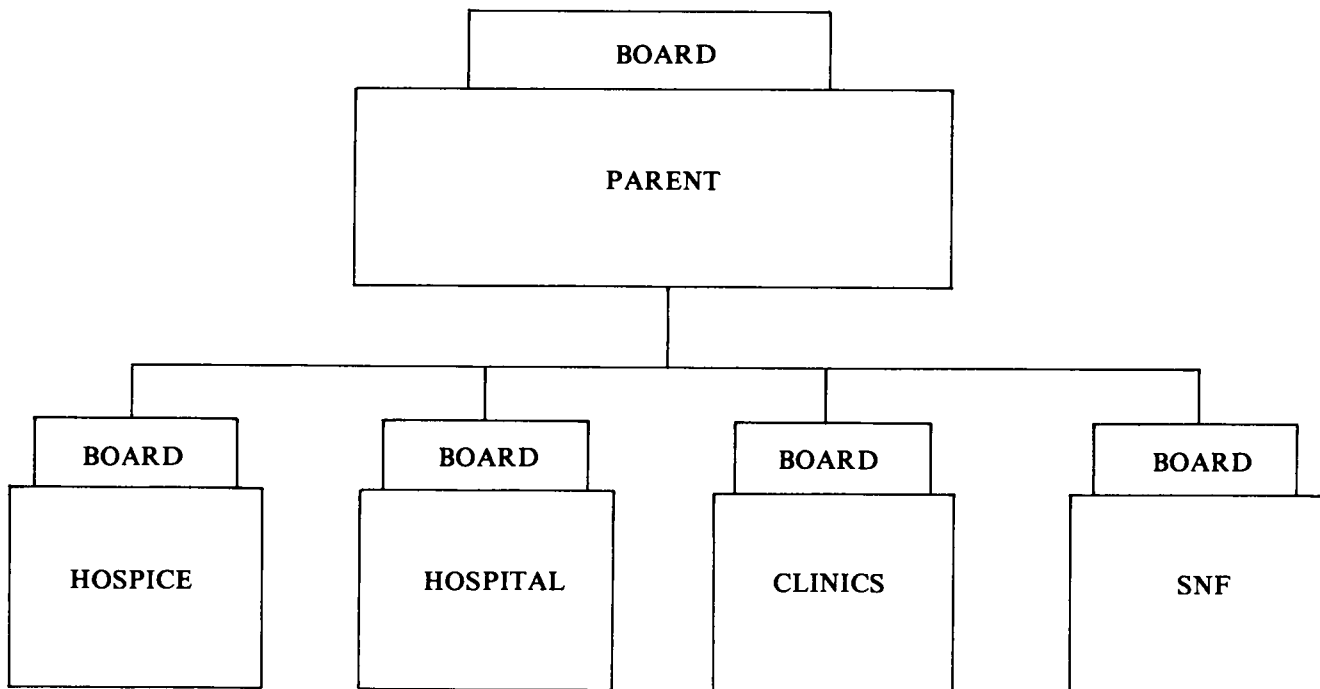 BOARD
PARENT
BOARD
BOARD
BOARD
BOARD
HOSPICE
HOSPITAL
CLINICS
SNF